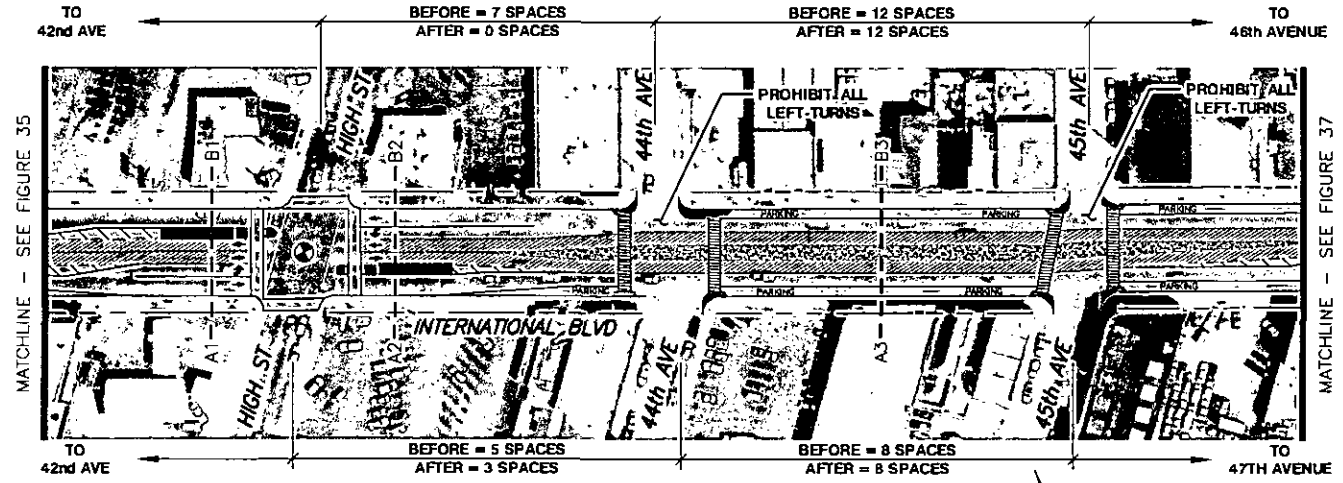 TO
42nd AVE
BEFORE = 7 SPACES
AFTER = 0 SPACES
BEFORE = 12 SPACES
AFTER = 12 SPACES
TO
46th AVENUE
MATCHLINE - SEE FIGURE 35
HIGH ST
44th AVE
PROHIBIT ALL
LEFT-TURNS
45th AVE
PROHIBIT ALL
LEFT-TURNS
MATCHLINE - SEE FIGURE 37
B1
B2
B3
PARKING
PARKING
PARKING
PARKING
PARKING
PARKING
PARKING
INTERNATIONAL BLVD
A1
A2
A3
HIGH ST
44th AVE
45th AVE
TO
42nd AVE
BEFORE = 5 SPACES
AFTER = 3 SPACES
BEFORE = 8 SPACES
AFTER = 8 SPACES
TO
47TH AVENUE